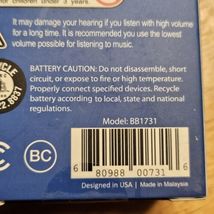 for children under 3 years.
It may damage your hearing if you listen with high volume
for a long time. It is recommended you use the lowest
volume possible for listening to music.
BATTERY CAUTION: Do not disassemble, short
circuit, or expose to fire or high temperature.
Properly connect specified devices. Recycle
battery according to local, state and national
regulations.
Model: BB1731
BC
6 80988 00731 6
Designed in USA | Made in Malaysia